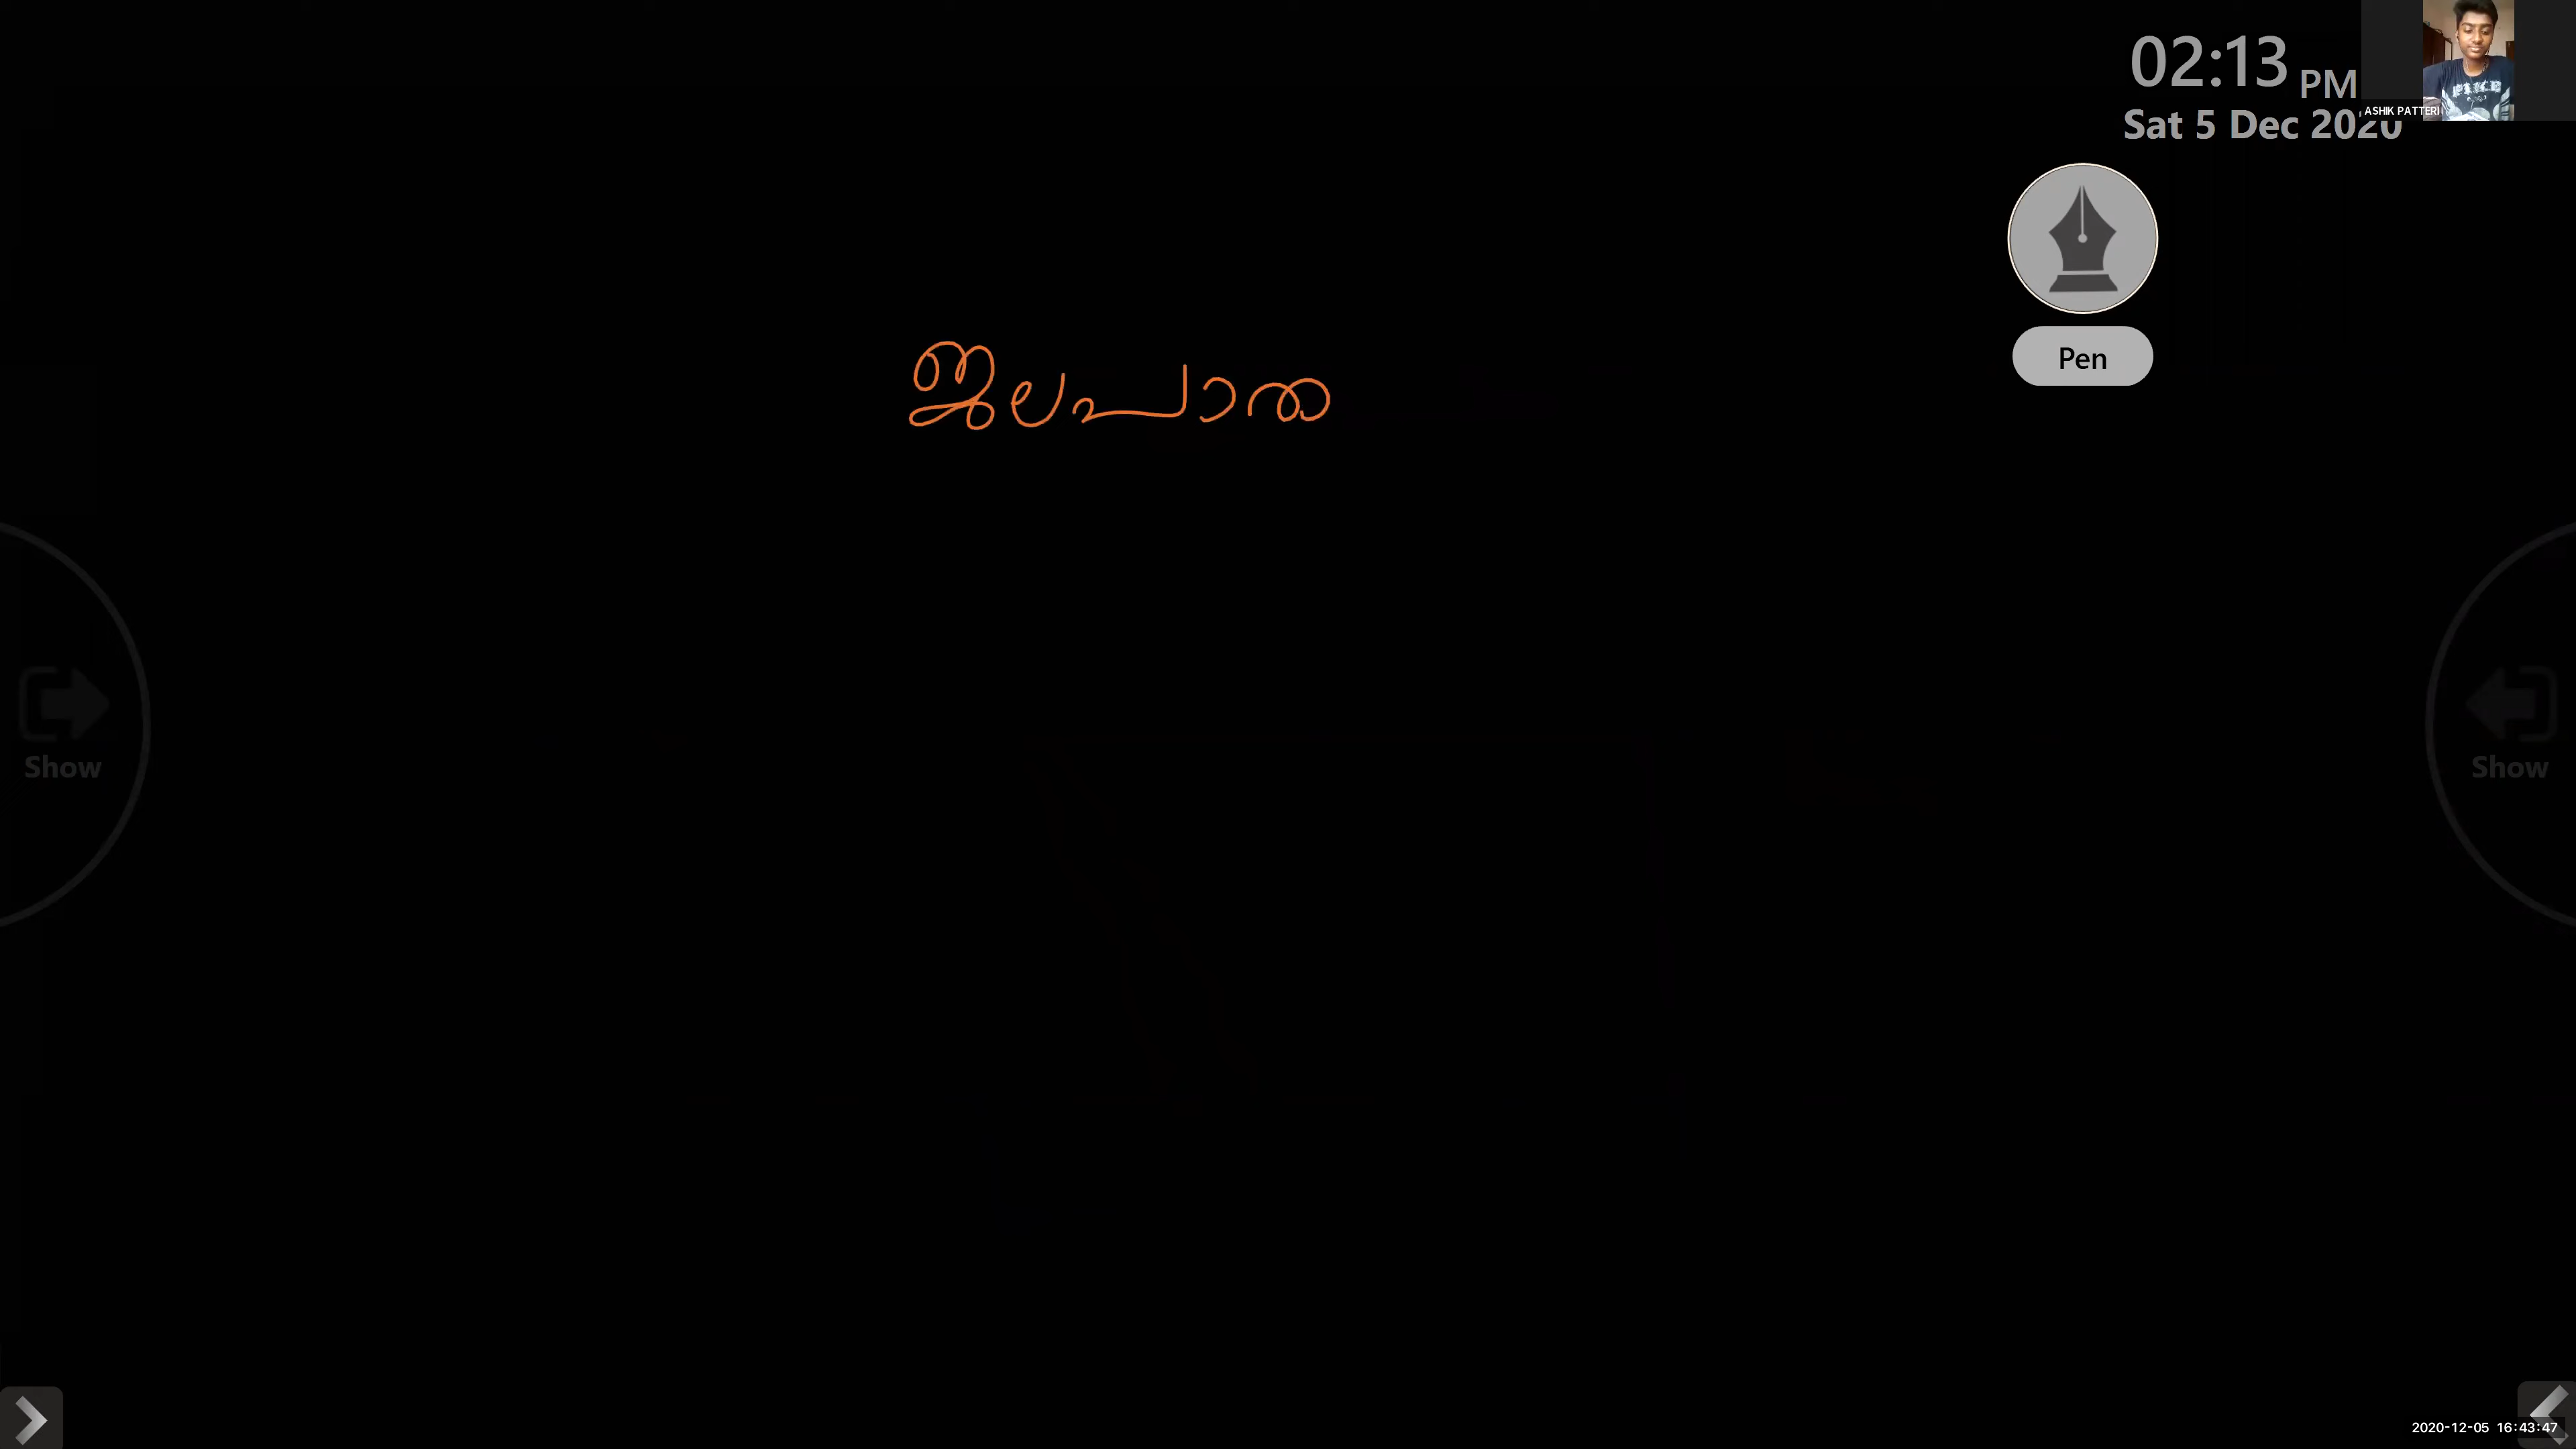 02:13 PM
ASHIK PATTERI
Sat 5 Dec 2020
Pen
ജലപാത
Show
Show
2020-12-05 16:43:47